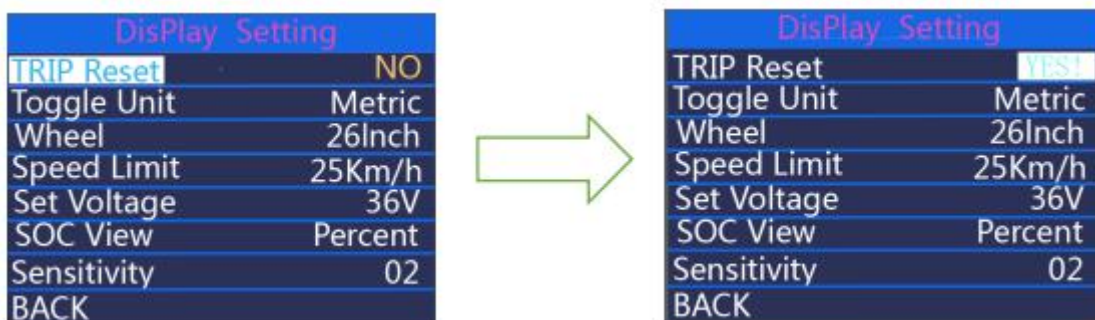 DisPlay Setting
TRIP Reset NO
Toggle Unit Metric
Wheel 26Inch
Speed Limit 25Km/h
Set Voltage 36V
SOC View Percent
Sensitivity 02
BACK
DisPlay Setting
TRIP Reset YES!
Toggle Unit Metric
Wheel 26Inch
Speed Limit 25Km/h
Set Voltage 36V
SOC View Percent
Sensitivity 02
BACK